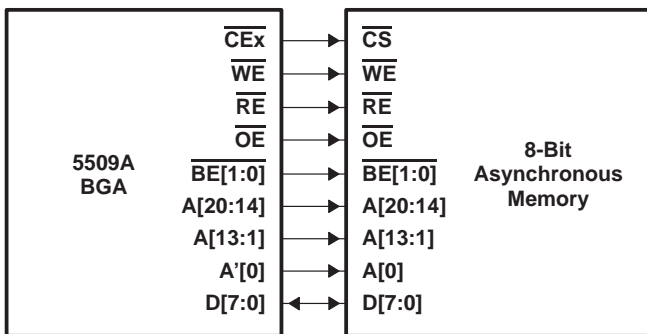 CEx CS
WE WE
RE RE
OE OE
5509A
BGA
BE[1:0] BE[1:0]
8-Bit
Asynchronous
Memory
A[20:14] A[20:14]
A[13:1] A[13:1]
A'[0] A[0]
D[7:0] D[7:0]